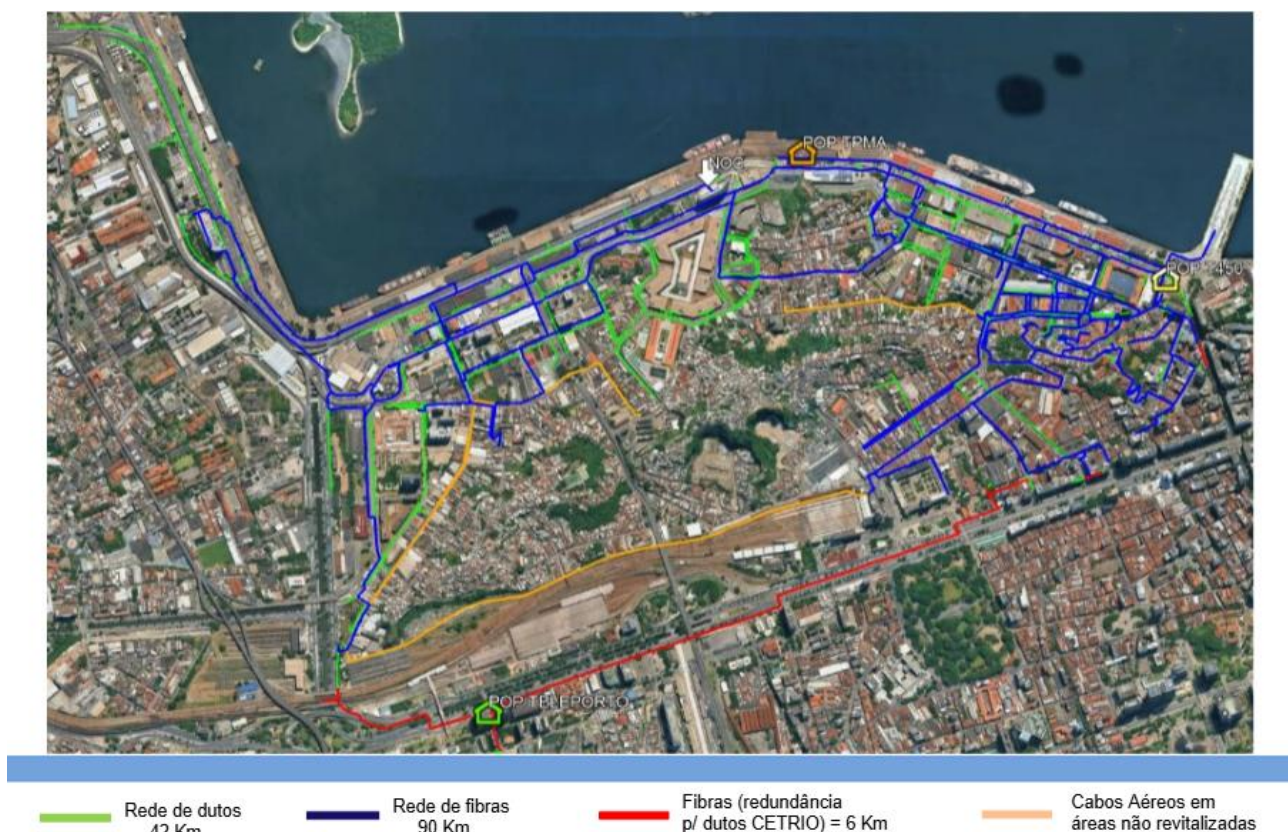 POP TPMA
NOC
POP
POP TELEPORTO
Rede de dutos
42 Km
Rede de fibras
90 Km
Fibras (redundância
p/ dutos CETRIO) = 6 Km
Cabos Aéreos em
áreas não revitalizadas